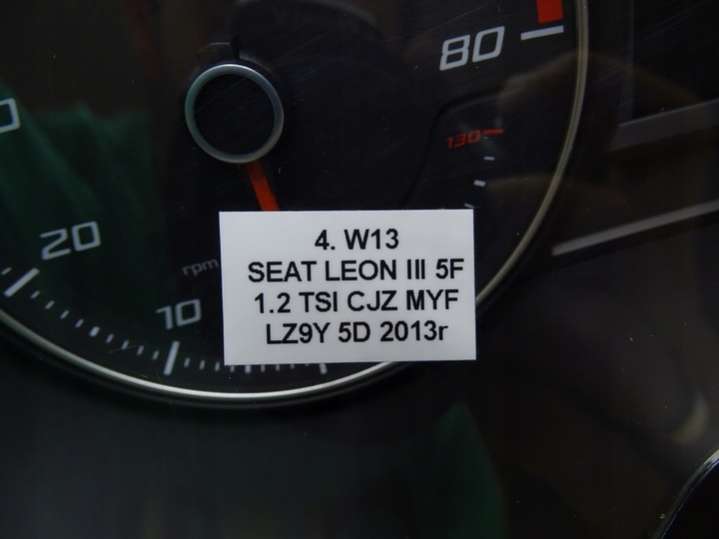 80
130
20
rpm
10
4. W13
SEAT LEON III 5F
1.2 TSI CJZ MYF
LZ9Y 5D 2013r